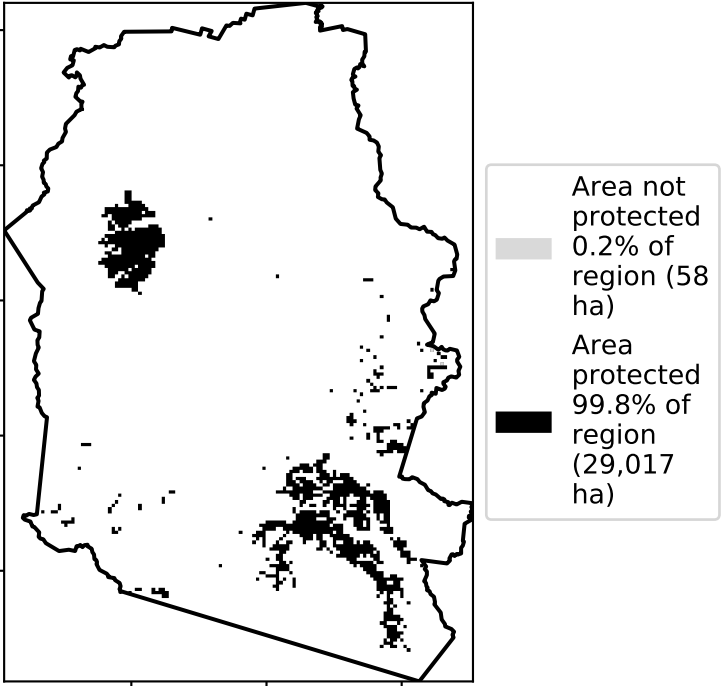 Area not
protected
0.2% of
region (58
ha)
Area
protected
99.8% of
region
(29,017
ha)